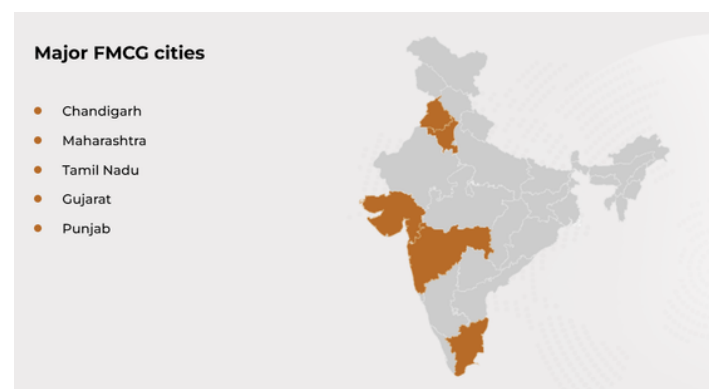 Major FMCG cities
Chandigarh
Maharashtra
Tamil Nadu
Gujarat
Punjab